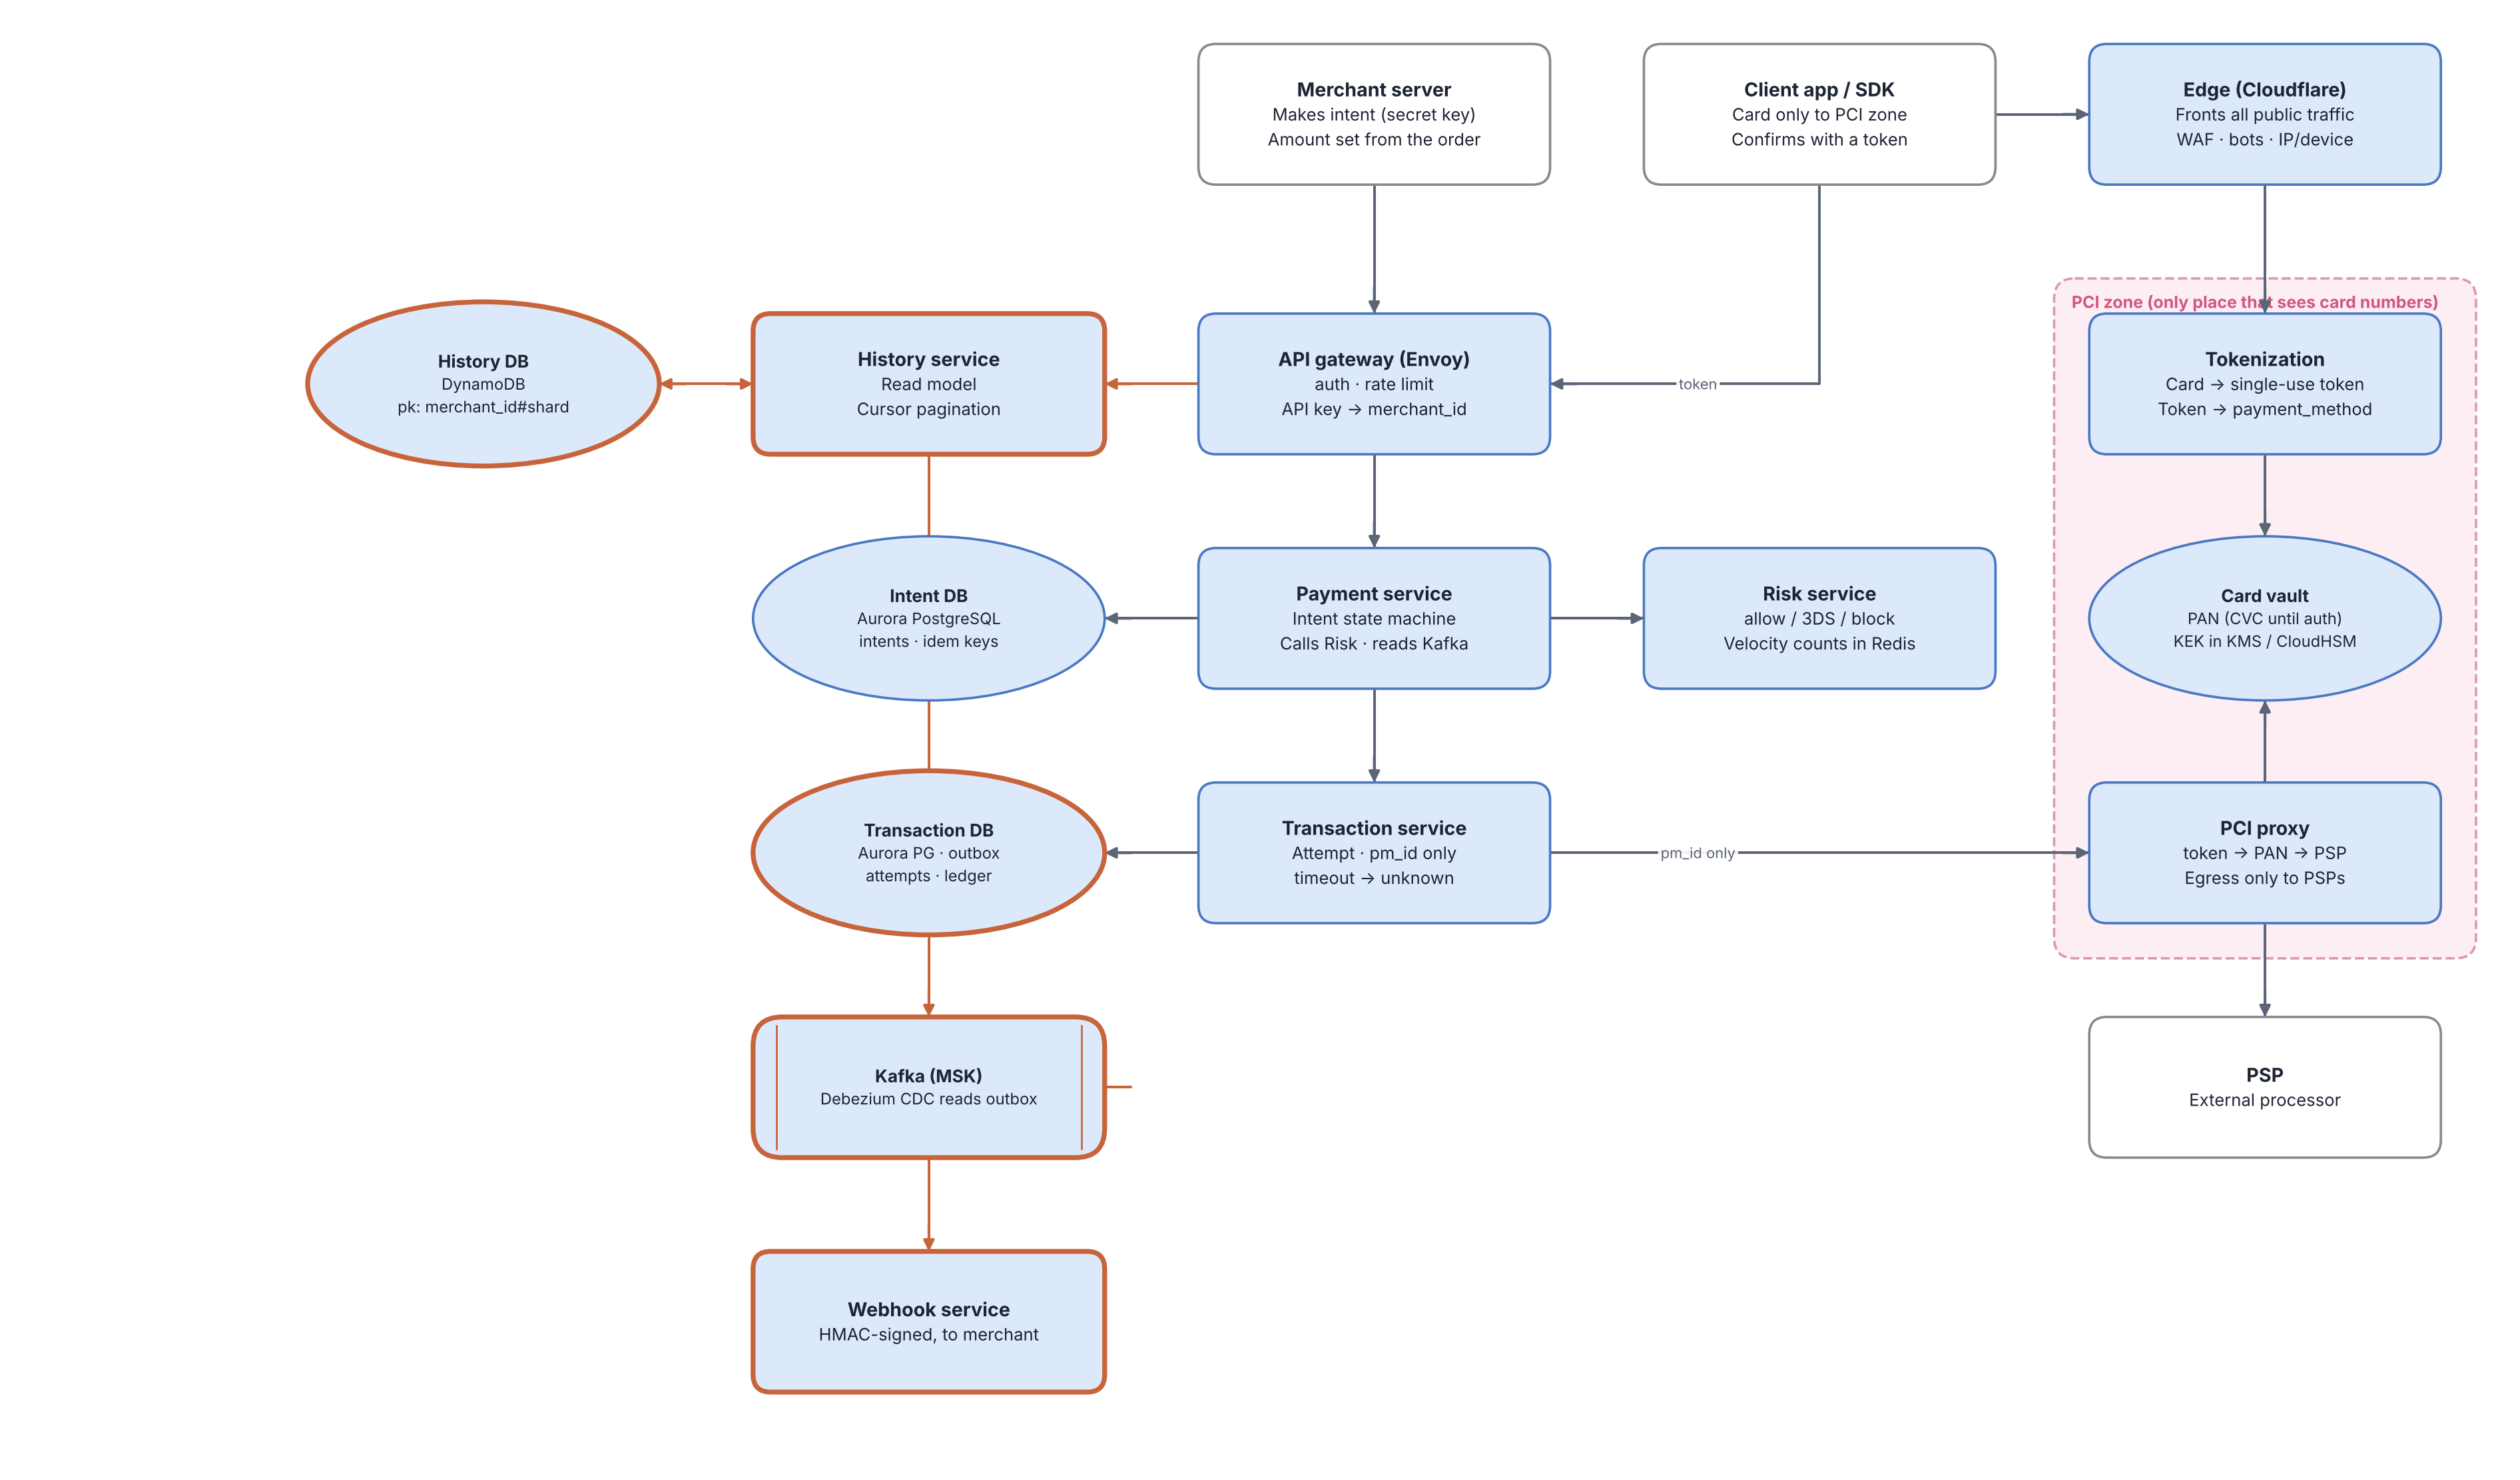 Merchant server
Makes intent (secret key)
Amount set from the order
Client app / SDK
Card only to PCI zone
Confirms with a token
Edge (Cloudflare)
Fronts all public traffic
WAF · bots · IP/device
PCI zone (only place that sees card numbers)
History DB
DynamoDB
pk: merchant_id#shard
History service
Read model
Cursor pagination
API gateway (Envoy)
auth · rate limit
API key → merchant_id
token
Tokenization
Card → single-use token
Token → payment_method
Intent DB
Aurora PostgreSQL
intents · idem keys
Payment service
Intent state machine
Calls Risk · reads Kafka
Risk service
allow / 3DS / block
Velocity counts in Redis
Card vault
PAN (CVC until auth)
KEK in KMS / CloudHSM
Transaction DB
Aurora PG · outbox
attempts · ledger
Transaction service
Attempt · pm_id only
timeout → unknown
pm_id only
PCI proxy
token → PAN → PSP
Egress only to PSPs
Kafka (MSK)
Debezium CDC reads outbox
PSP
External processor
Webhook service
HMAC-signed, to merchant